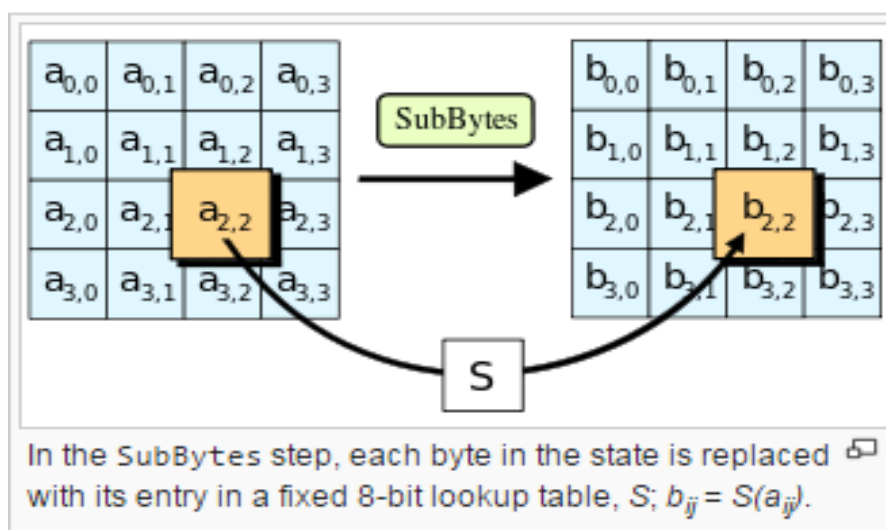 a0,0 a0,1 a0,2 a0,3 b0,0 b0,1 b0,2 b0,3
SubBytes
a1,0 a1,1 a1,2 a1,3 b1,0 b1,1 b1,2 b1,3
a2,0 a2,1 a2,2 a2,3 b2,0 b2,1 b2,2 b2,3
a3,0 a3,1 a3,2 a3,3 b3,0 b3,1 b3,2 b3,3
S
In the SubBytes step, each byte in the state is replaced
with its entry in a fixed 8-bit lookup table, S; bij = S(aij).